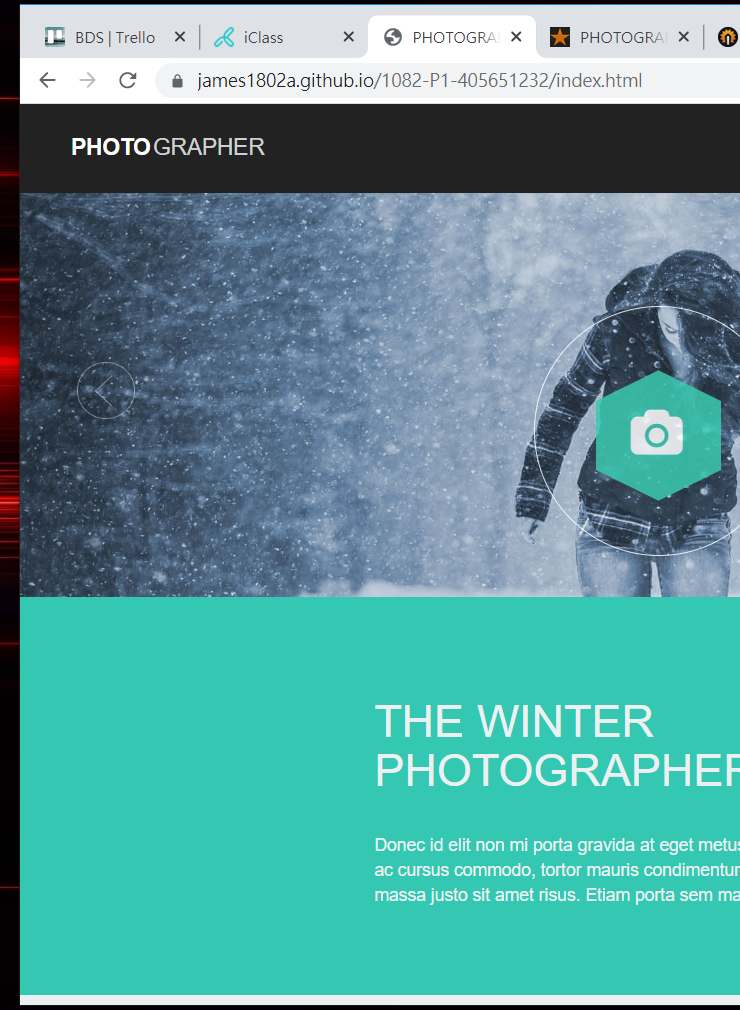 BDS | Trello
iClass
PHOTOGRA
PHOTOGRA
james1802a.github.io/1082-P1-405651232/index.html
PHOTOGRAPHER
THE WINTER
PHOTOGRAPHER
Donec id elit non mi porta gravida at eget metus
ac cursus commodo, tortor mauris condimentum
massa justo sit amet risus. Etiam porta sem ma